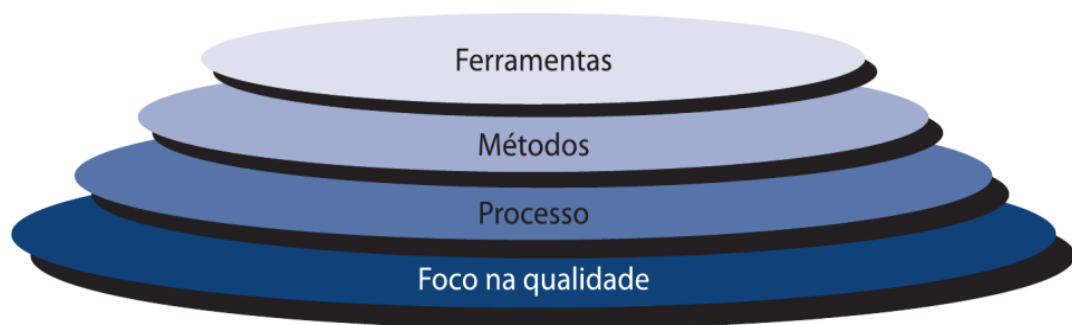 Ferramentas
Métodos
Processo
Foco na qualidade